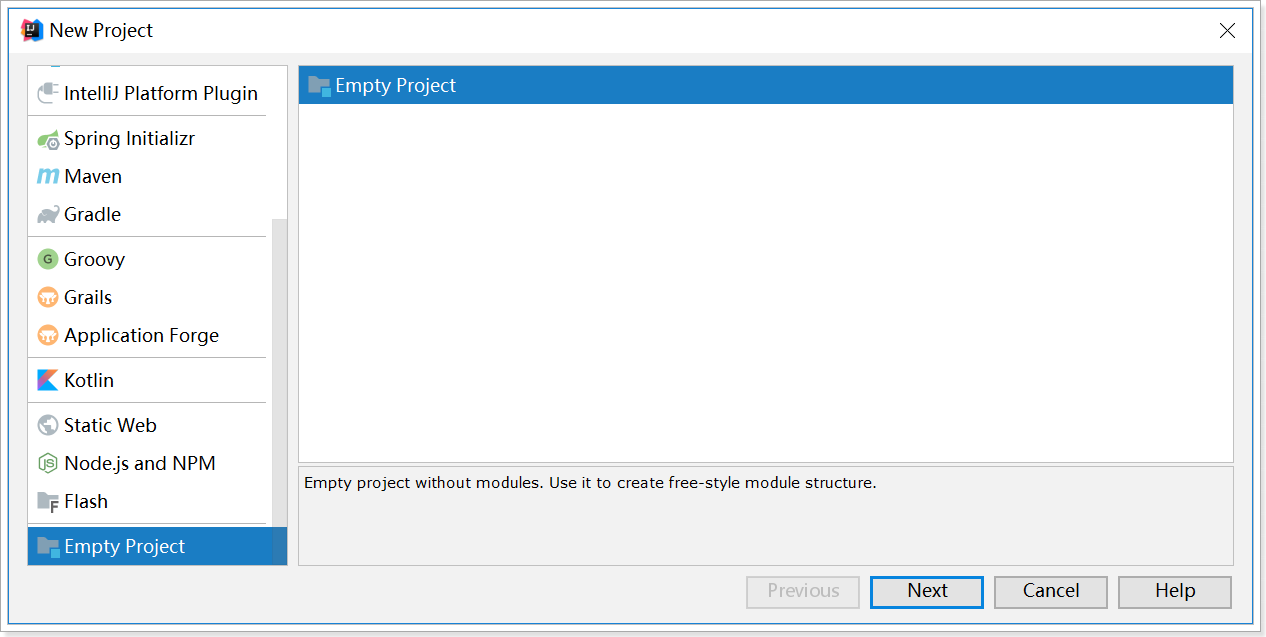 New Project
IntelliJ Platform Plugin
Spring Initializr
Maven
Gradle
Groovy
Grails
Application Forge
Kotlin
Static Web
Node.js and NPM
Flash
Empty Project
Empty Project
Empty project without modules. Use it to create free-style module structure.
Previous
Next
Cancel
Help